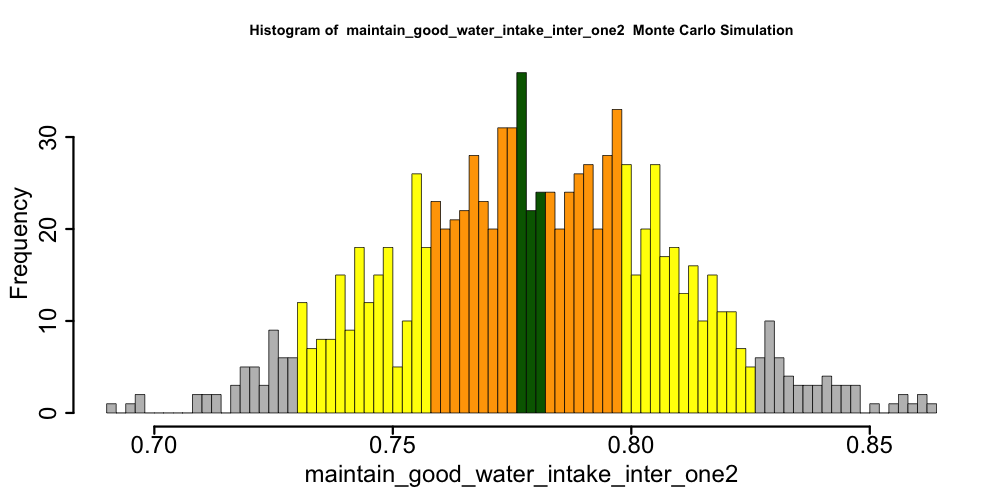 Histogram of  maintain_good_water_intake_inter_one2  Monte Carlo Simulation
Frequency
30
20
10
0
0.70 0.75 0.80 0.85
maintain_good_water_intake_inter_one2